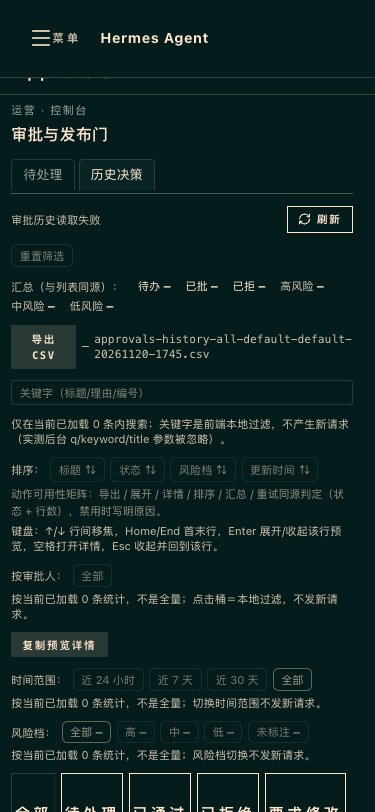 菜单 Hermes Agent
运营 · 控制台
审批与发布门
待处理 历史决策
审批历史读取失败 刷新
重置筛选
汇总（与列表同源）： 待办 — 已批 — 已拒 — 高风险 —
中风险 — 低风险 —
导出 CSV — approvals-history-all-default-default-
20261120-1745.csv
关键字（标题/理由/编号）
仅在当前已加载 0 条内搜索；关键字是前端本地过滤，不产生新请求
（实测后台 q/keyword/title 参数被忽略）。
排序： 标题 ⇅ 状态 ⇅ 风险档 ⇅ 更新时间 ⇅
动作可用性矩阵：导出 / 展开 / 详情 / 排序 / 汇总 / 重试同源判定（状
态 + 行数），禁用时写明原因。
键盘：↑/↓ 行间移焦，Home/End 首末行，Enter 展开/收起该行预
览，空格打开详情，Esc 收起并回到该行。
按审批人： 全部
按当前已加载 0 条统计，不是全量；点击桶＝本地过滤，不发新请
求。
复制预览详情
时间范围： 近 24 小时 近 7 天 近 30 天 全部
按当前已加载 0 条统计，不是全量；切换时间范围不发新请求。
风险档： 全部 — 高 — 中 — 低 — 未标注 —
按当前已加载 0 条统计，不是全量；风险档切换不发新请求。
全部 待处理 已通过 已拒绝 要求修改